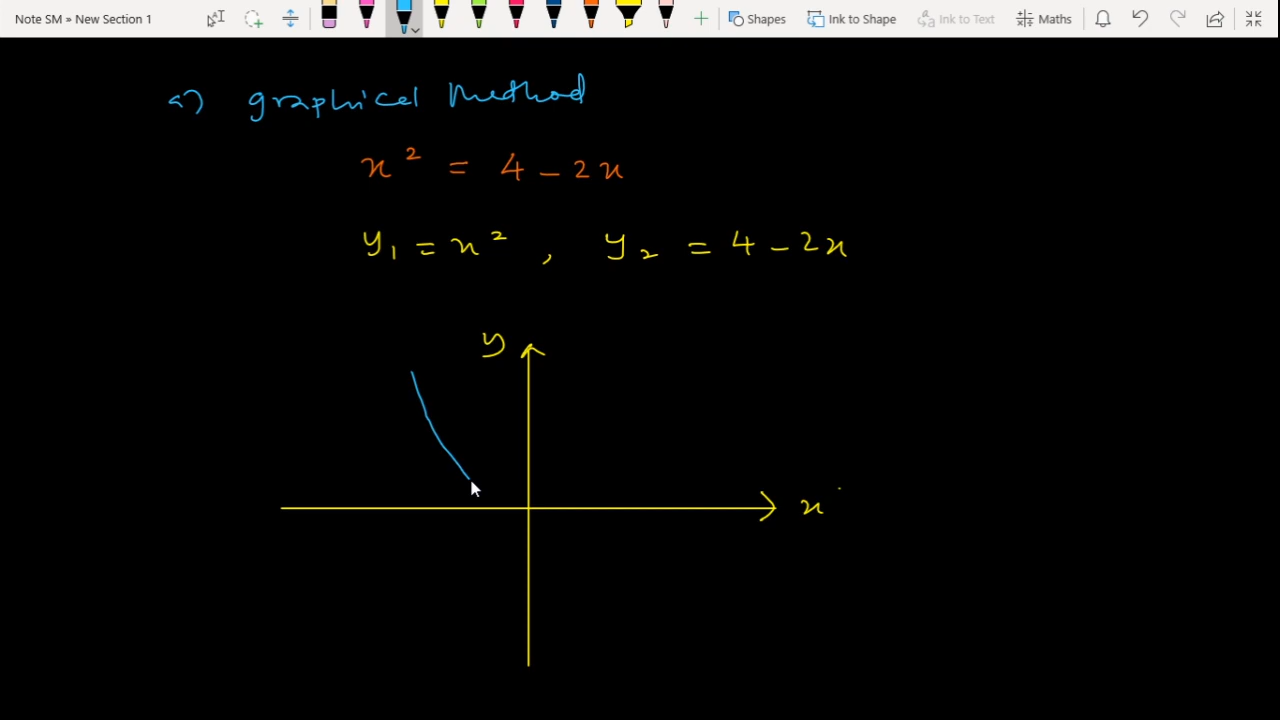 Note SM » New Section 1 Shapes Ink to Shape Ink to Text Maths
a) graphical Method
x² = 4 - 2x
y₁ = x² , y₂ = 4 - 2x
y
x